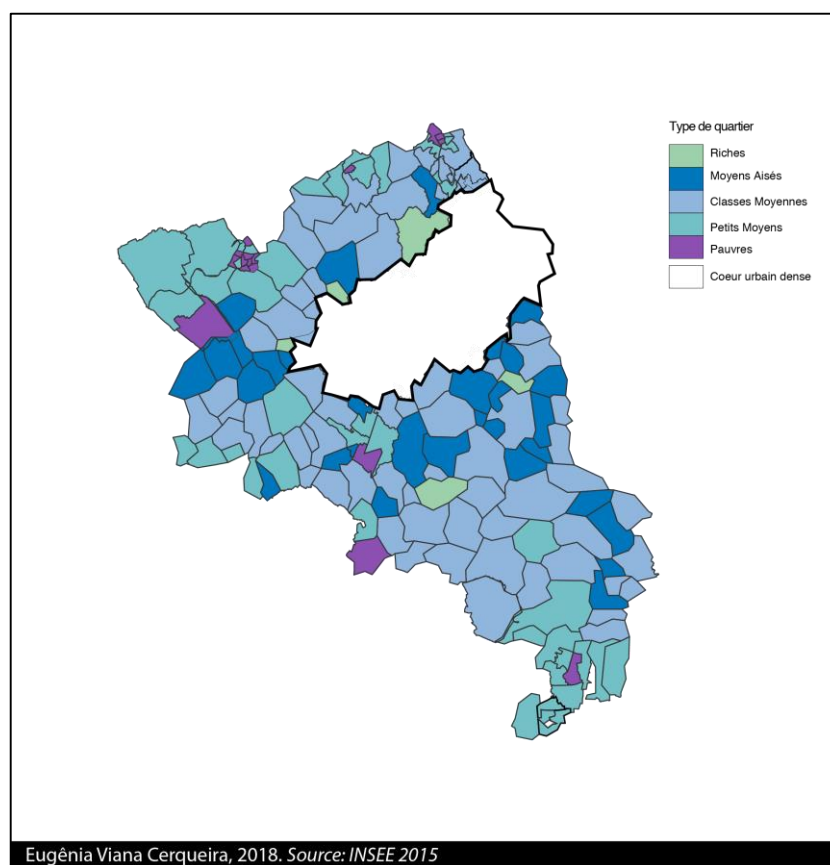 Type de quartier
Riches
Moyens Aisés
Classes Moyennes
Petits Moyens
Pauvres
Coeur urbain dense
Eugênia Viana Cerqueira, 2018. Source: INSEE 2015